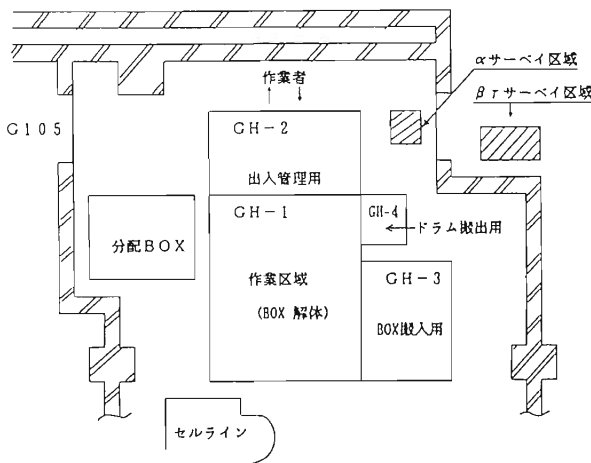 作業者
αサーベイ区域
βγサーベイ区域
G105
GH-2
出入管理用
GH-1
GH-4
ドラム搬出用
分配BOX
作業区域
(BOX 解体)
GH-3
BOX搬入用
セルライン